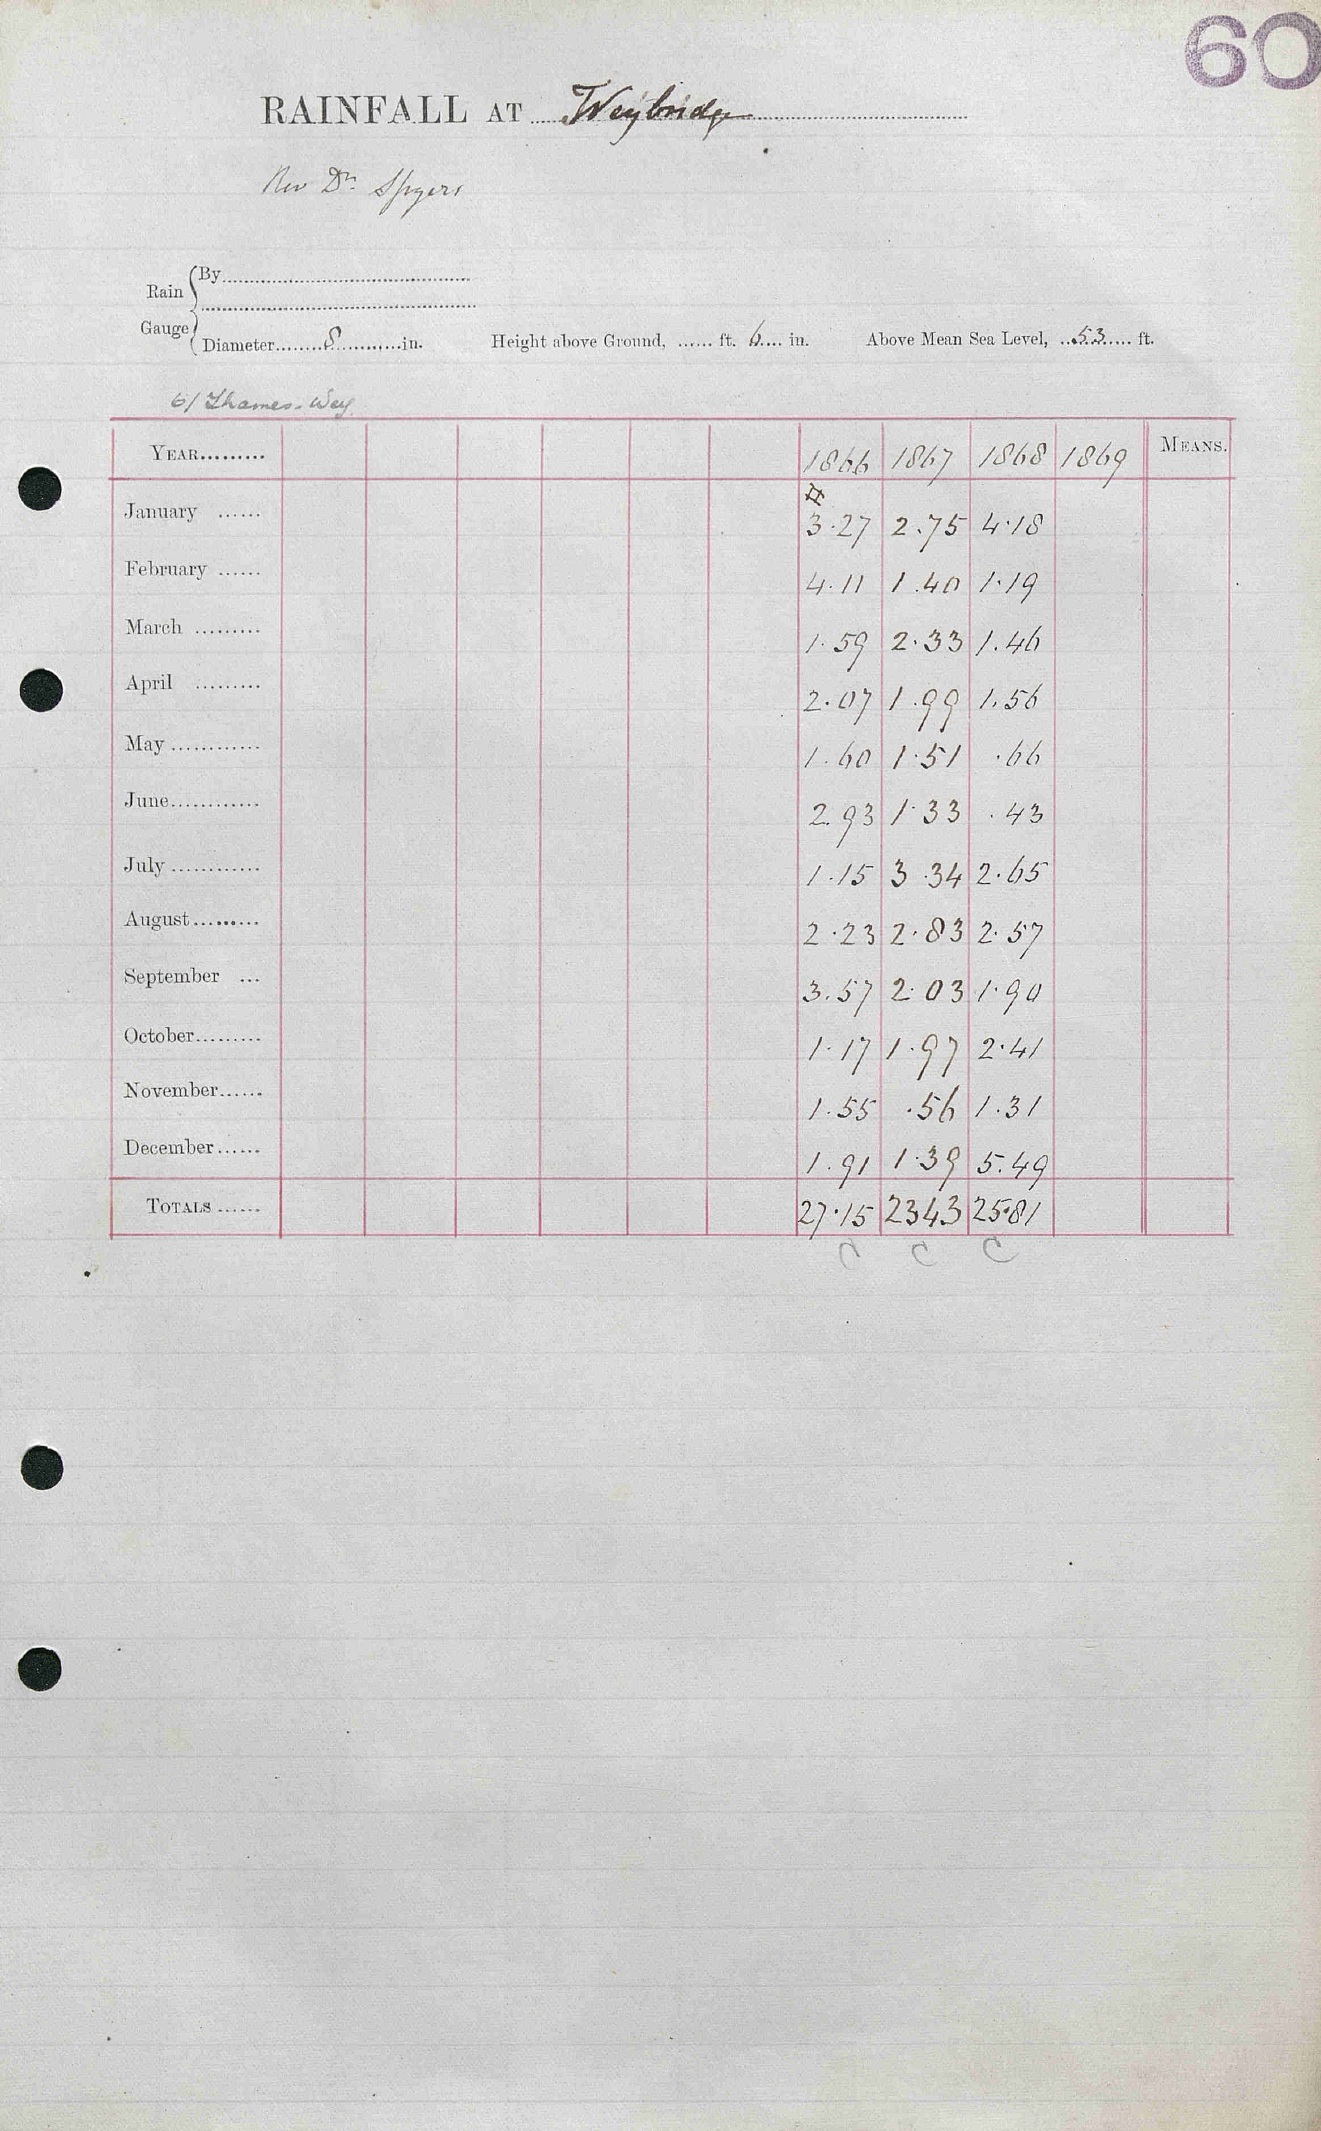 60
RAINFALL AT Weybridge
Rev Dr. Spyers
Rain Gauge
By
Diameter 8 in. Height above Ground, ...... ft. 6 in. Above Mean Sea Level, 53 ft.
61 Thames-Wey
YEAR......... 1866 1867 1868 1869 MEANS.
January ...... # 3.27 2.75 4.18
February ...... 4.11 1.40 1.19
March ......... 1.59 2.33 1.46
April ......... 2.07 1.99 1.56
May ............ 1.60 1.51 .66
June ............ 2.93 1.33 .43
July ............ 1.15 3.34 2.65
August ......... 2.23 2.83 2.57
September ... 3.57 2.03 1.90
October ......... 1.17 1.97 2.41
November ...... 1.55 .56 1.31
December ...... 1.91 1.39 5.49
TOTALS ...... 27.15 2343 25.81
C C C